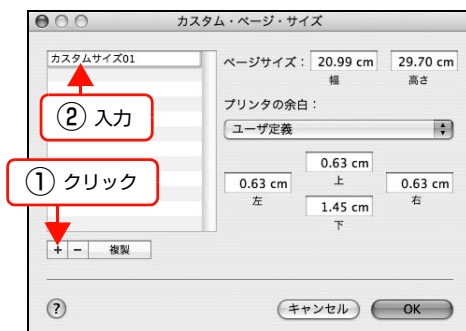 カスタム・ページ・サイズ
カスタムサイズ01
② 入力
① クリック
+ - 複製
ページサイズ： 20.99 cm 29.70 cm
幅 高さ
プリンタの余白：
ユーザ定義
0.63 cm
上
0.63 cm 0.63 cm
左 右
1.45 cm
下
? キャンセル OK